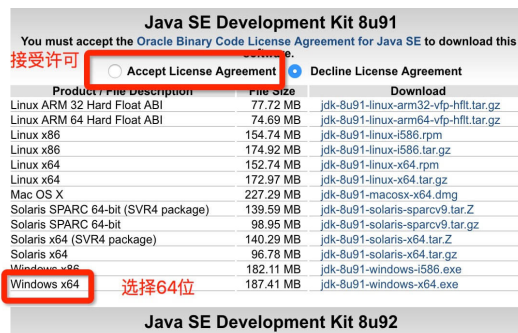 Java SE Development Kit 8u91
You must accept the Oracle Binary Code License Agreement for Java SE to download this
software.
接受许可
Accept License Agreement Decline License Agreement
Product / File Description File Size Download
Linux ARM 32 Hard Float ABI 77.72 MB jdk-8u91-linux-arm32-vfp-hflt.tar.gz
Linux ARM 64 Hard Float ABI 74.69 MB jdk-8u91-linux-arm64-vfp-hflt.tar.gz
Linux x86 154.74 MB jdk-8u91-linux-i586.rpm
Linux x86 174.92 MB jdk-8u91-linux-i586.tar.gz
Linux x64 152.74 MB jdk-8u91-linux-x64.rpm
Linux x64 172.97 MB jdk-8u91-linux-x64.tar.gz
Mac OS X 227.29 MB jdk-8u91-macosx-x64.dmg
Solaris SPARC 64-bit (SVR4 package) 139.59 MB jdk-8u91-solaris-sparcv9.tar.Z
Solaris SPARC 64-bit 98.95 MB jdk-8u91-solaris-sparcv9.tar.gz
Solaris x64 (SVR4 package) 140.29 MB jdk-8u91-solaris-x64.tar.Z
Solaris x64 96.78 MB jdk-8u91-solaris-x64.tar.gz
Windows x86 182.11 MB jdk-8u91-windows-i586.exe
Windows x64 187.41 MB jdk-8u91-windows-x64.exe
选择64位
Java SE Development Kit 8u92